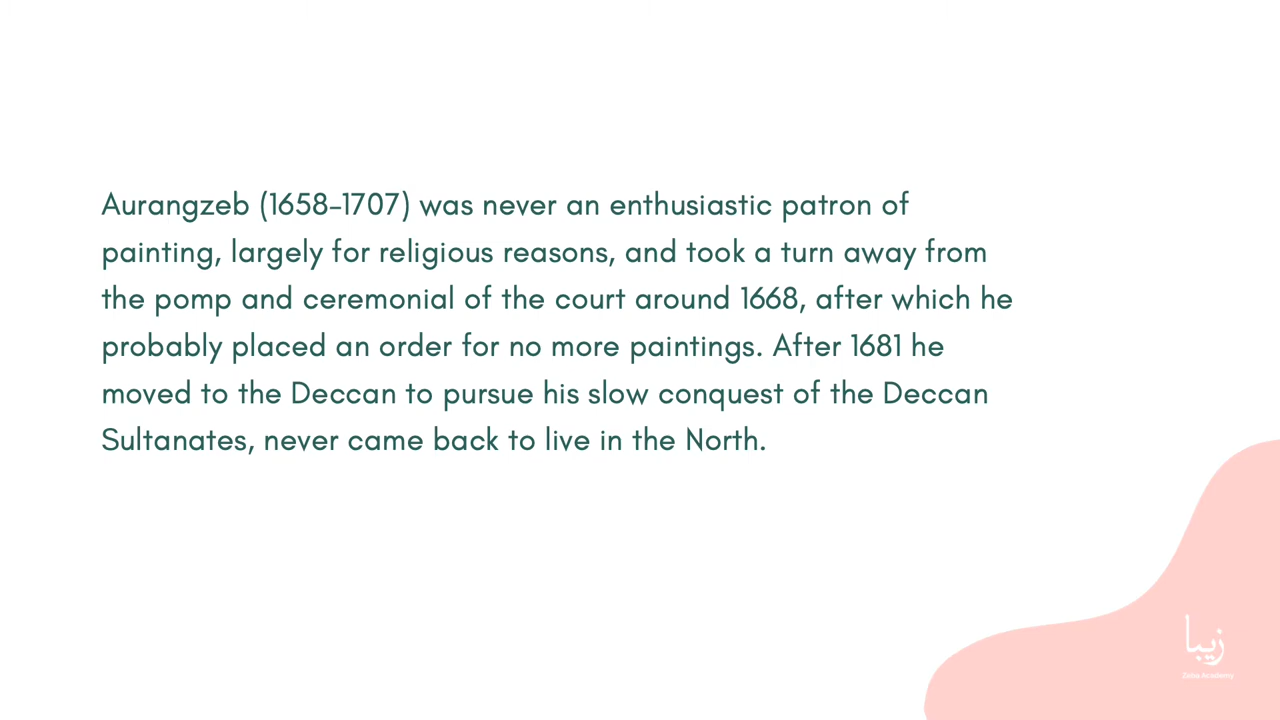 Aurangzeb (1658–1707) was never an enthusiastic patron of
painting, largely for religious reasons, and took a turn away from
the pomp and ceremonial of the court around 1668, after which he
probably placed an order for no more paintings. After 1681 he
moved to the Deccan to pursue his slow conquest of the Deccan
Sultanates, never came back to live in the North.
زيبا
Zeiba Academy